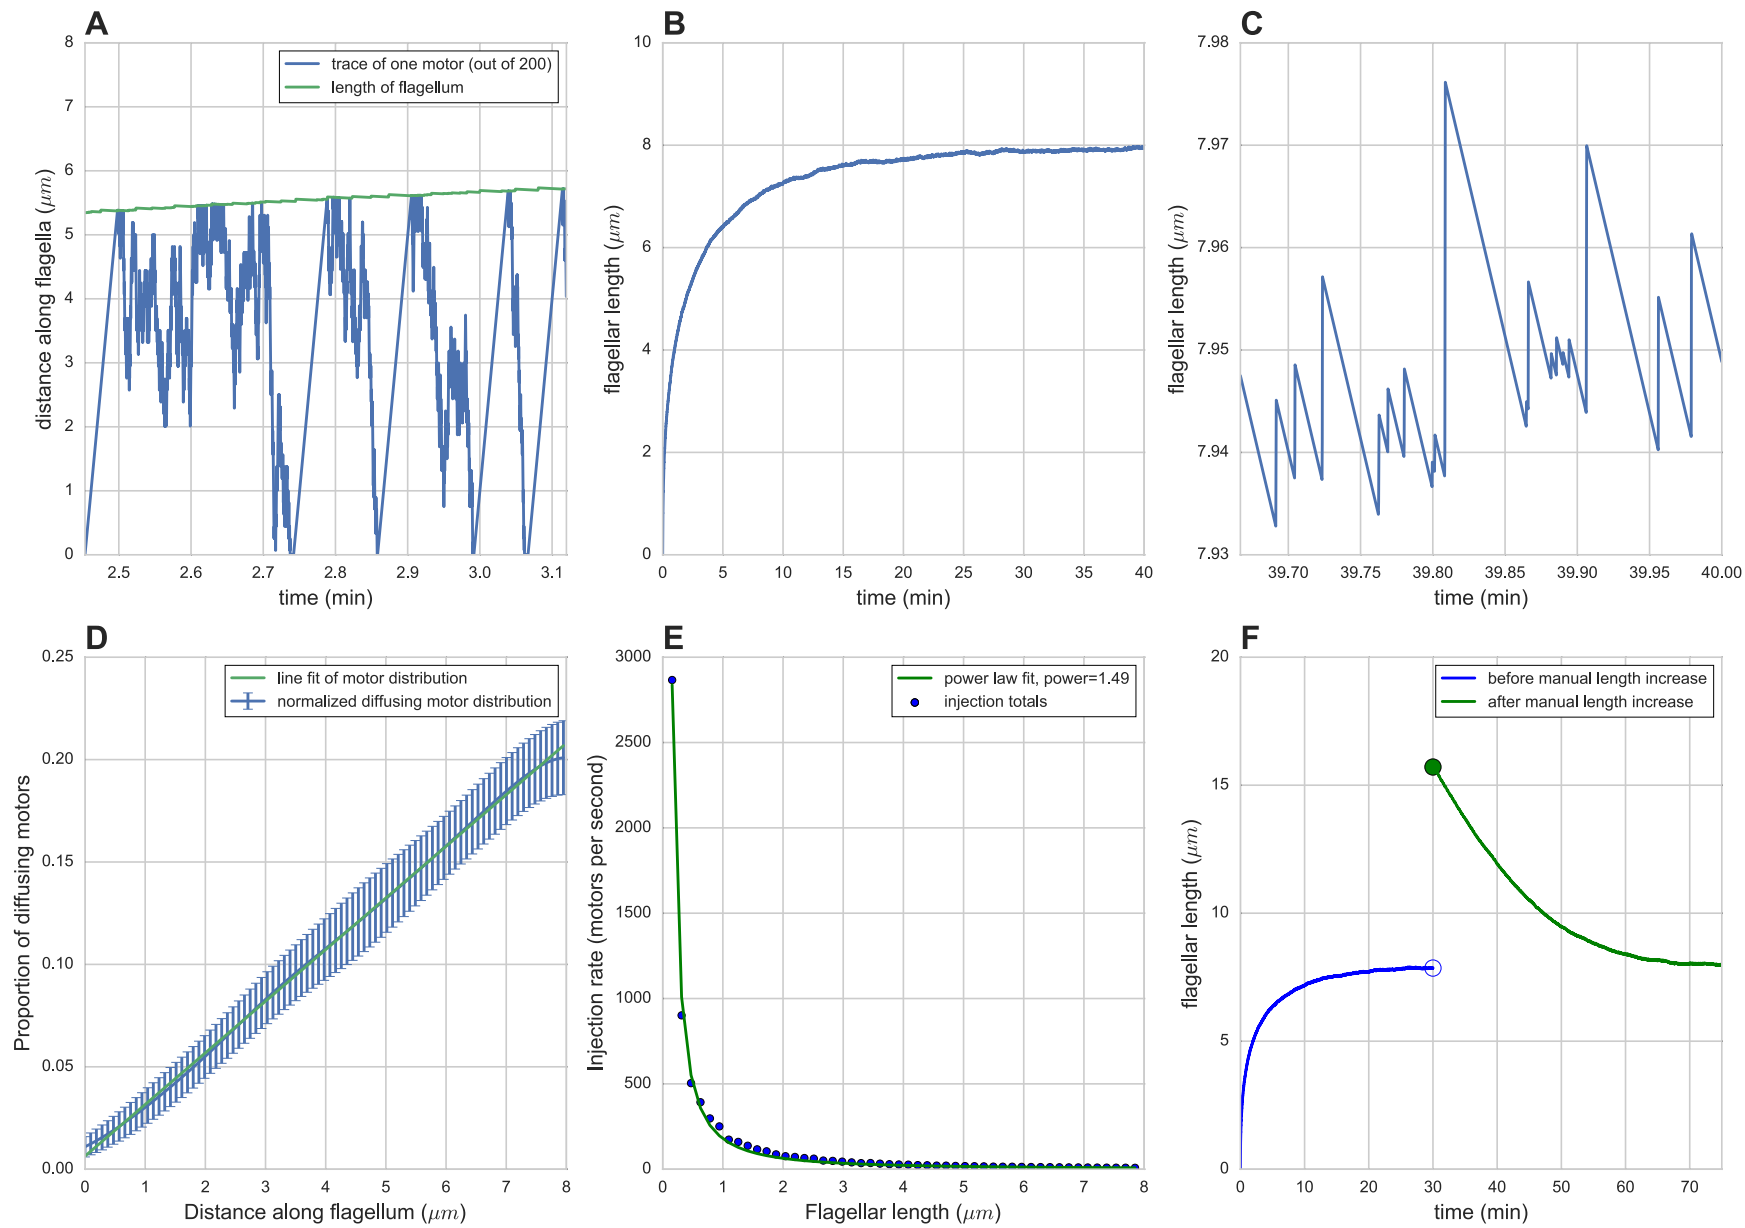 A
8
7
6
5
4
3
2
1
0
distance along flagella (μm)
trace of one motor (out of 200)
length of flagellum
2.5 2.6 2.7 2.8 2.9 3.0 3.1
time (min)
B
10
8
6
4
2
0
flagellar length (μm)
0 5 10 15 20 25 30 35 40
time (min)
C
7.98
7.97
7.96
7.95
7.94
7.93
flagellar length (μm)
39.70 39.75 39.80 39.85 39.90 39.95 40.00
time (min)
D
0.25
0.20
0.15
0.10
0.05
0.00
Proportion of diffusing motors
line fit of motor distribution
normalized diffusing motor distribution
0 1 2 3 4 5 6 7 8
Distance along flagellum (μm)
E
3000
2500
2000
1500
1000
500
0
Injection rate (motors per second)
power law fit, power=1.49
injection totals
0 1 2 3 4 5 6 7 8
Flagellar length (μm)
F
20
15
10
5
0
flagellar length (μm)
before manual length increase
after manual length increase
0 10 20 30 40 50 60 70
time (min)